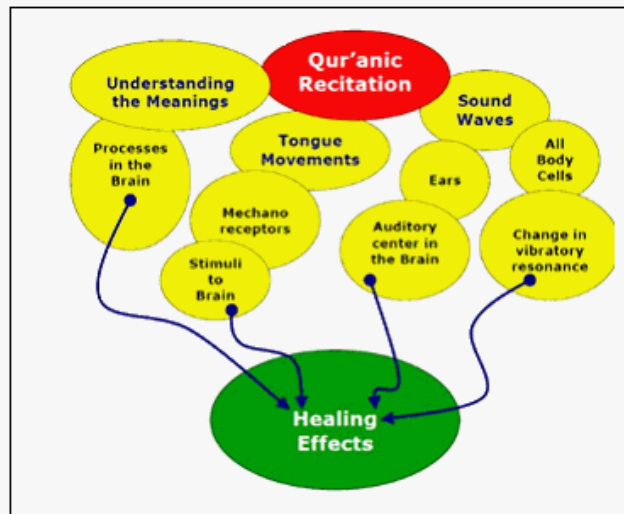 Qur'anic
Recitation
Understanding
the Meanings
Sound
Waves
Tongue
Movements
Processes
in the
Brain
All
Body
Cells
Ears
Mechano
receptors
Auditory
center in
the Brain
Change in
vibratory
resonance
Stimuli
to
Brain
Healing
Effects